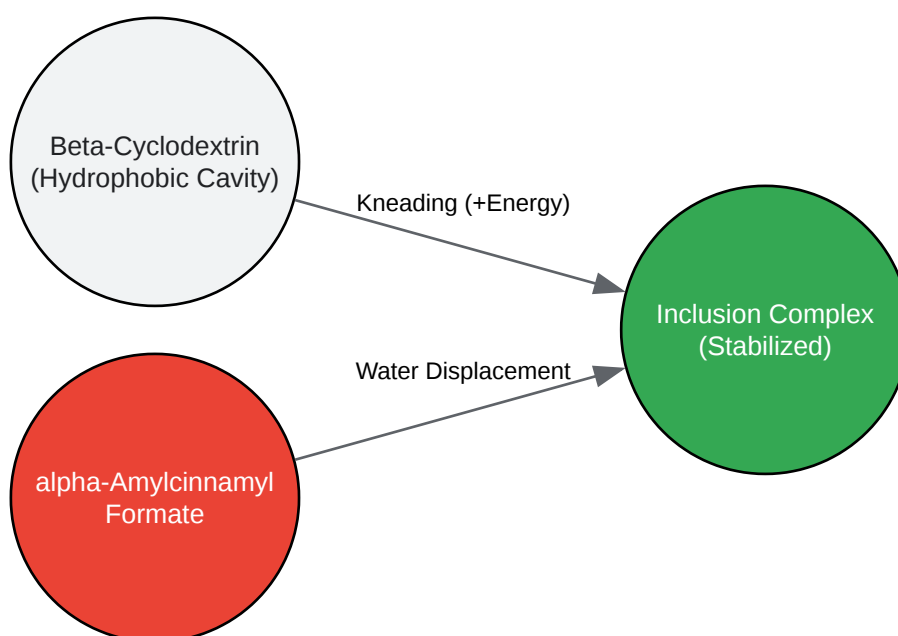 Beta-Cyclodextrin
(Hydrophobic Cavity)
Kneading (+Energy)
Inclusion Complex
(Stabilized)
Water Displacement
alpha-Amylcinnamyl
Formate